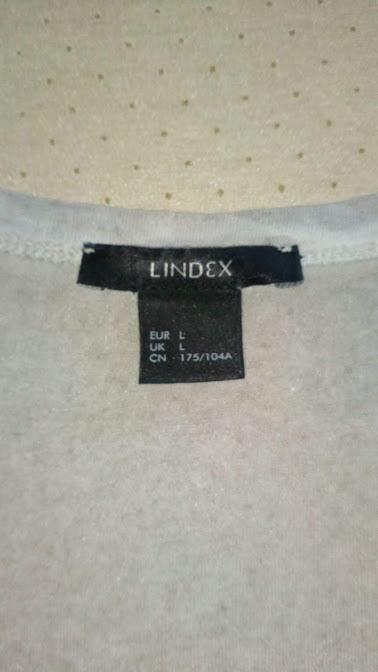 LINDEX
EUR L
UK L
CN 175/104A